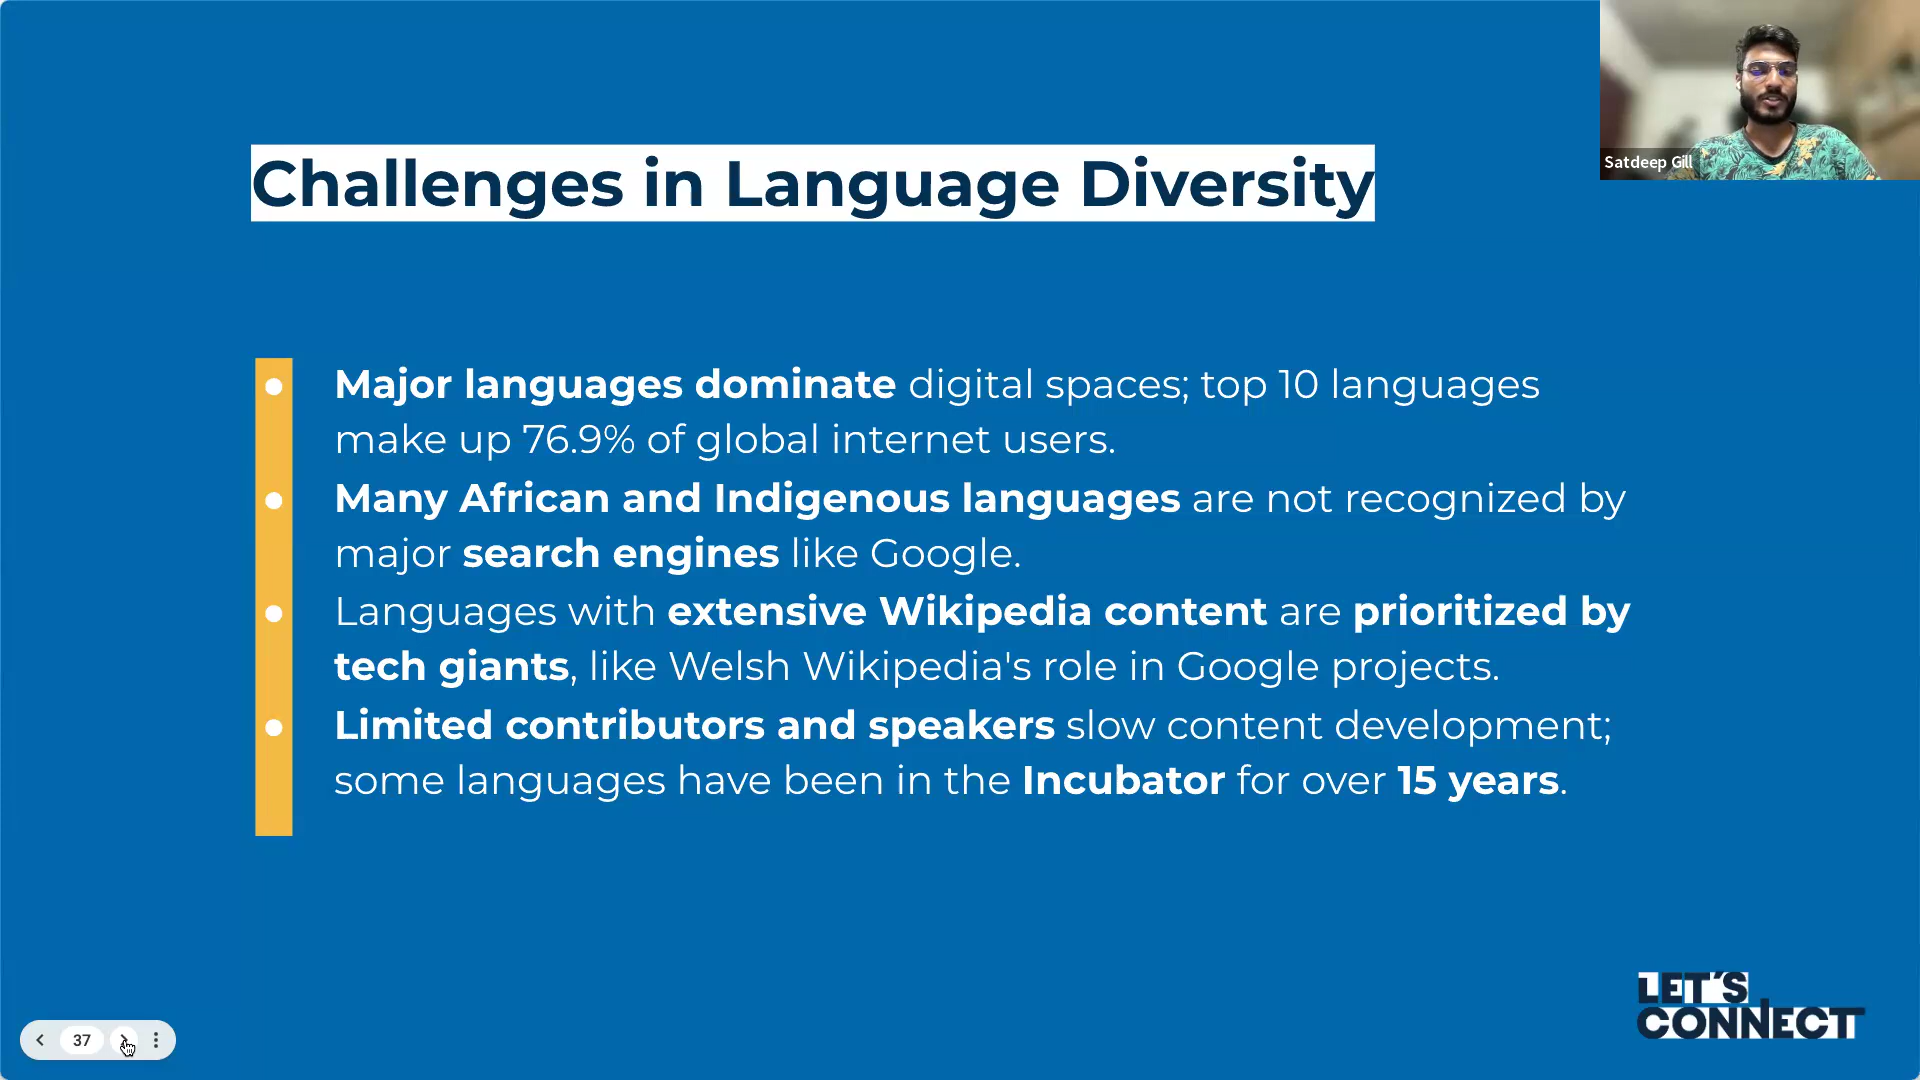 Satdeep Gill
Challenges in Language Diversity
Major languages dominate digital spaces; top 10 languages
make up 76.9% of global internet users.
Many African and Indigenous languages are not recognized by
major search engines like Google.
Languages with extensive Wikipedia content are prioritized by
tech giants, like Welsh Wikipedia's role in Google projects.
Limited contributors and speakers slow content development;
some languages have been in the Incubator for over 15 years.
LET'S
CONNECT
37